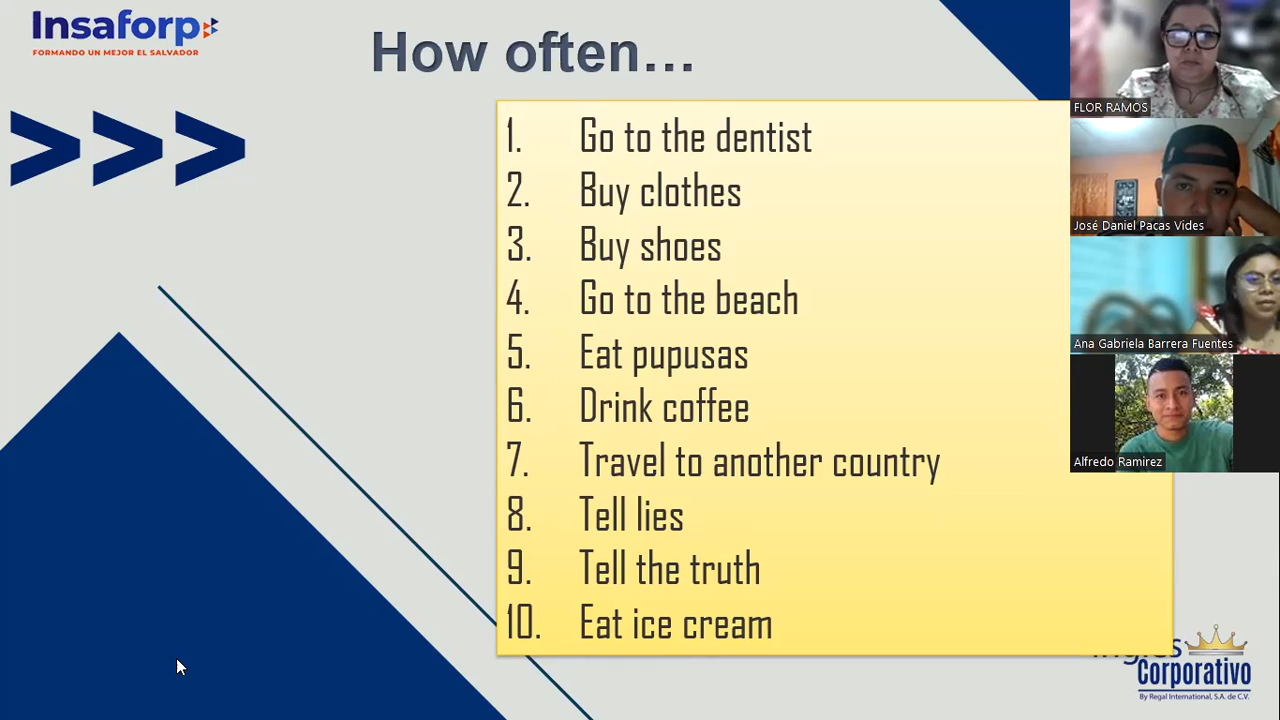 Insaforp
FORMANDO UN MEJOR EL SALVADOR
How often...
>>>
1. Go to the dentist
2. Buy clothes
3. Buy shoes
4. Go to the beach
5. Eat pupusas
6. Drink coffee
7. Travel to another country
8. Tell lies
9. Tell the truth
10. Eat ice cream
FLOR RAMOS
José Daniel Pacas Vides
Ana Gabriela Barrera Fuentes
Alfredo Ramirez
Corporativo
By Regal International, S.A. de C.V.